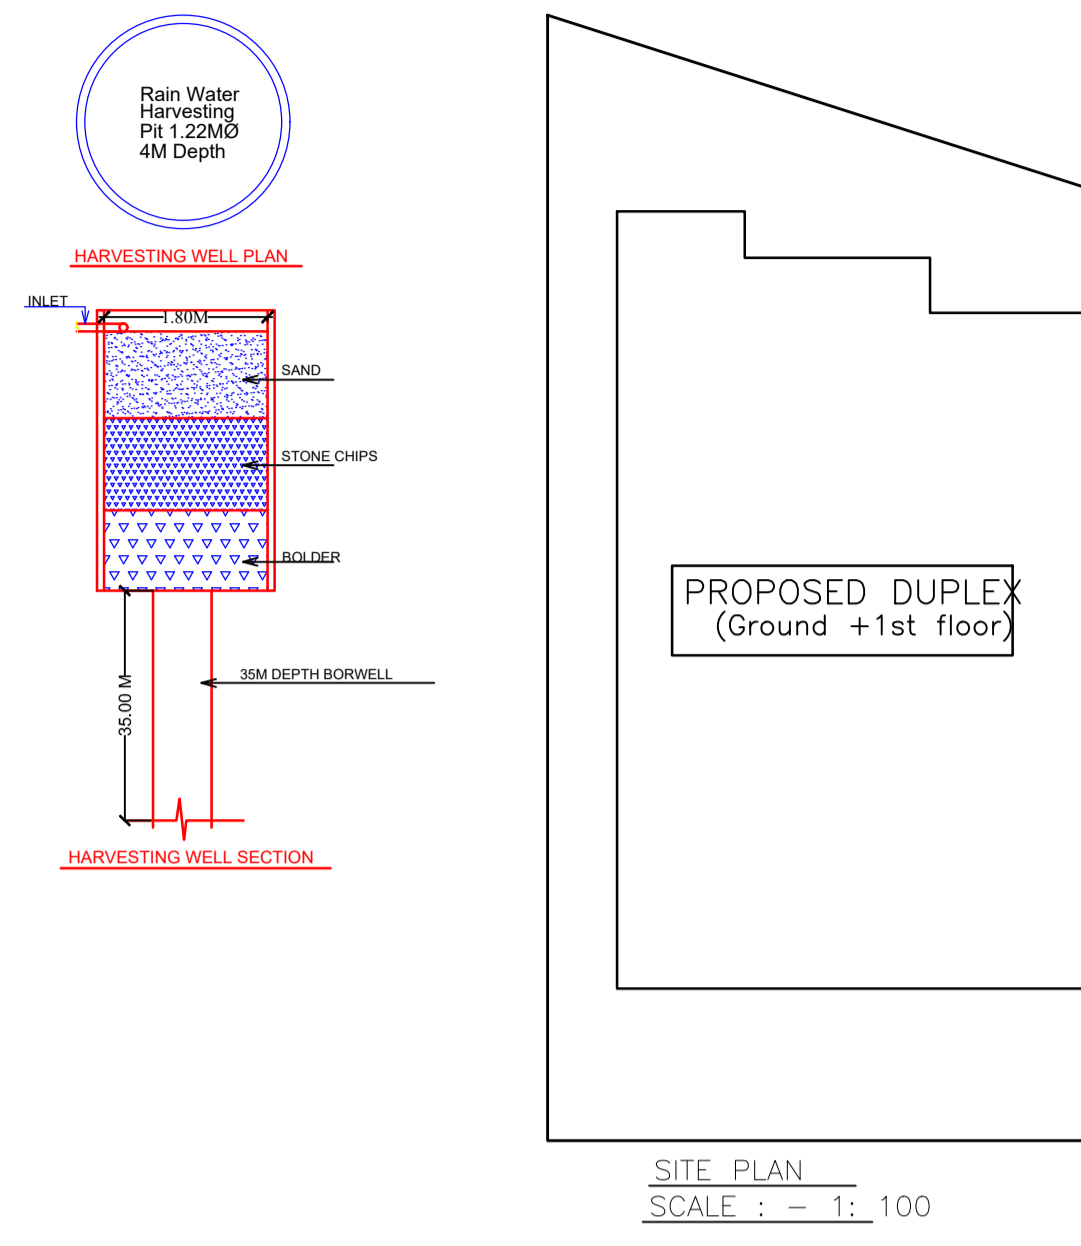 Rain Water
Harvesting
Pit 1.22MØ
4M Depth
HARVESTING WELL PLAN
INLET
1.80M
SAND
STONE CHIPS
BOLDER
35M DEPTH BORWELL
35.00 M
HARVESTING WELL SECTION
PROPOSED DUPLEX
(Ground +1st floor)
SITE PLAN
SCALE : - 1: 100